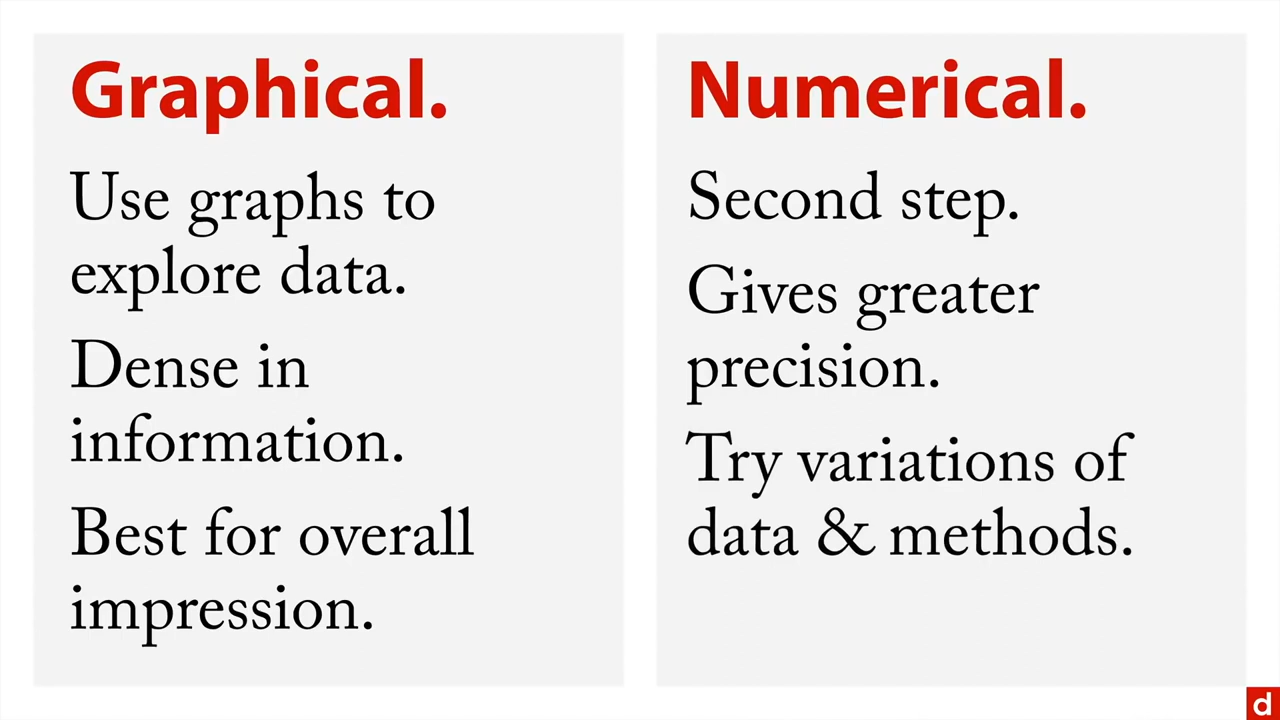 Graphical.
Use graphs to
explore data.
Dense in
information.
Best for overall
impression.
Numerical.
Second step.
Gives greater
precision.
Try variations of
data & methods.
d